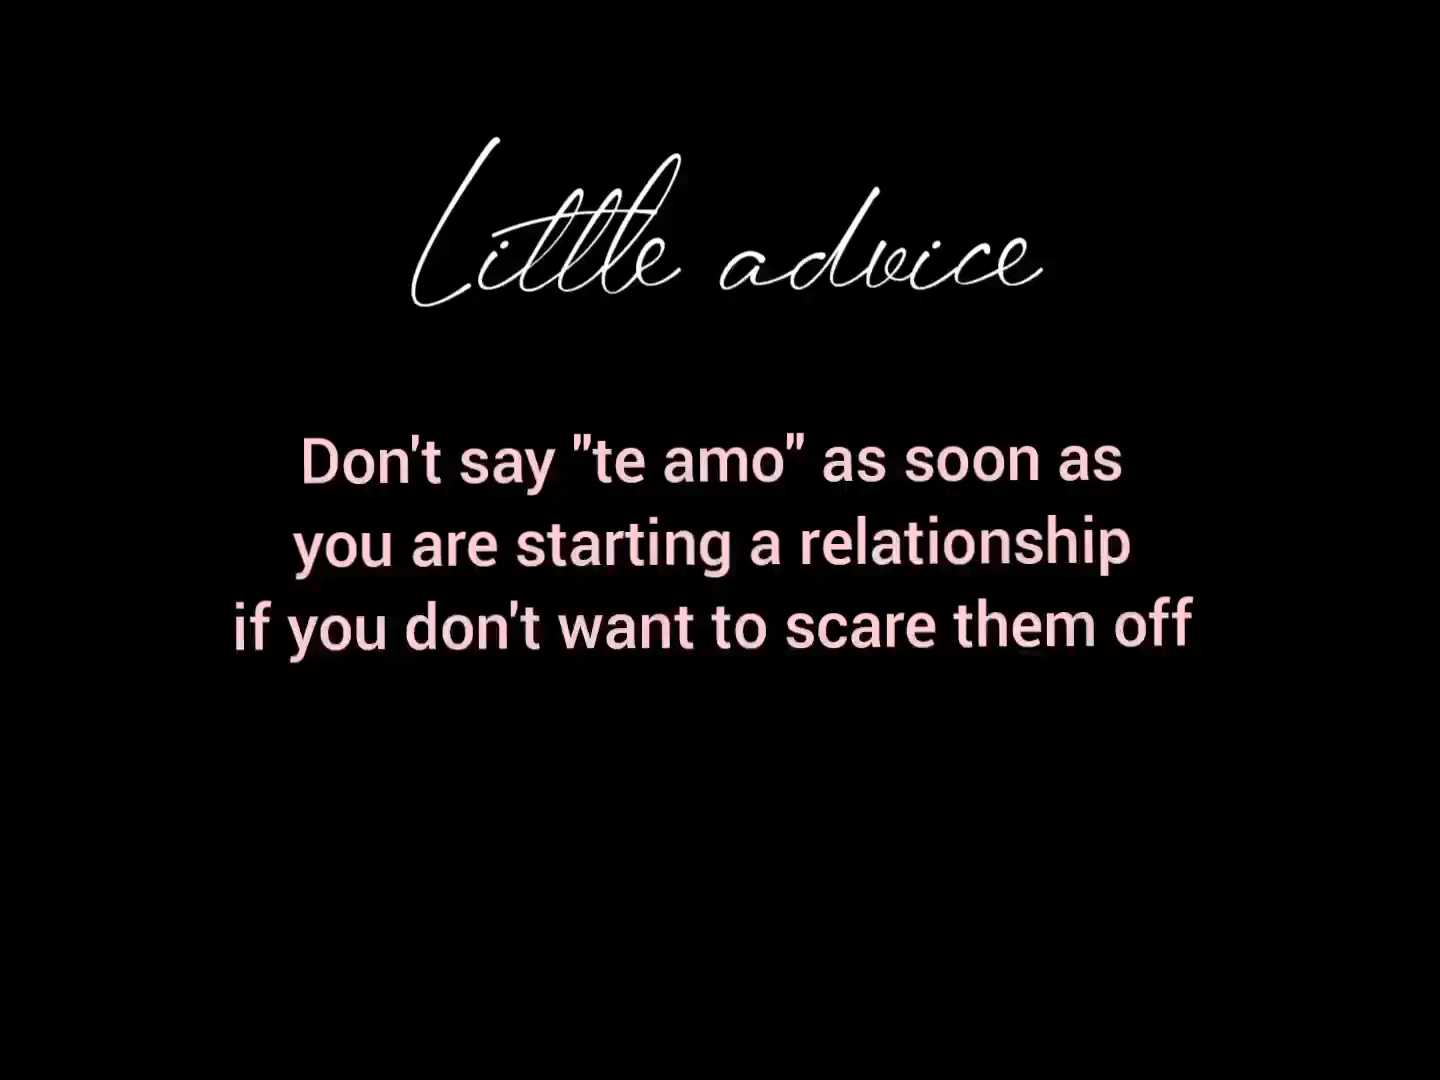 Little advice
Don't say "te amo" as soon as
you are starting a relationship
if you don't want to scare them off